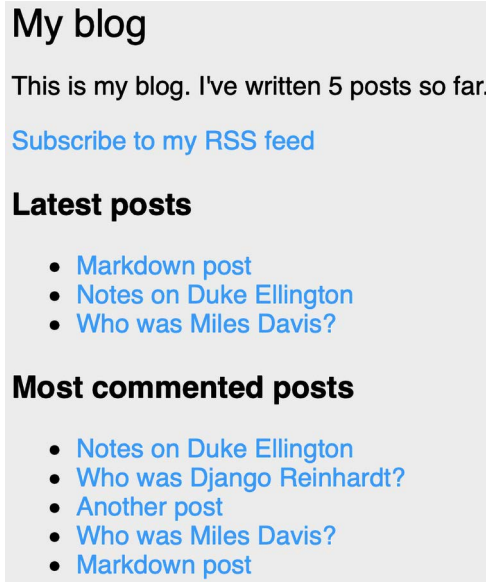 My blog
This is my blog. I've written 5 posts so far.
Subscribe to my RSS feed
Latest posts
Markdown post
Notes on Duke Ellington
Who was Miles Davis?
Most commented posts
Notes on Duke Ellington
Who was Django Reinhardt?
Another post
Who was Miles Davis?
Markdown post